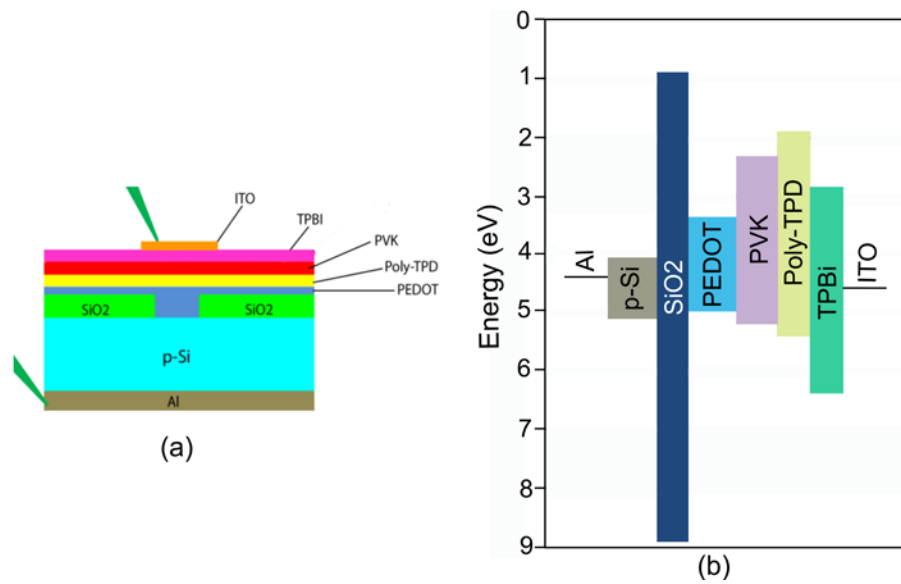 ITO
TPBI
PVK
Poly-TPD
PEDOT
SiO2 SiO2
p-Si
Al
(a)
Energy (eV)
0
1
2
3
4
5
6
7
8
9
Al
p-Si
SiO2
PEDOT
PVK
Poly-TPD
TPBi
ITO
(b)